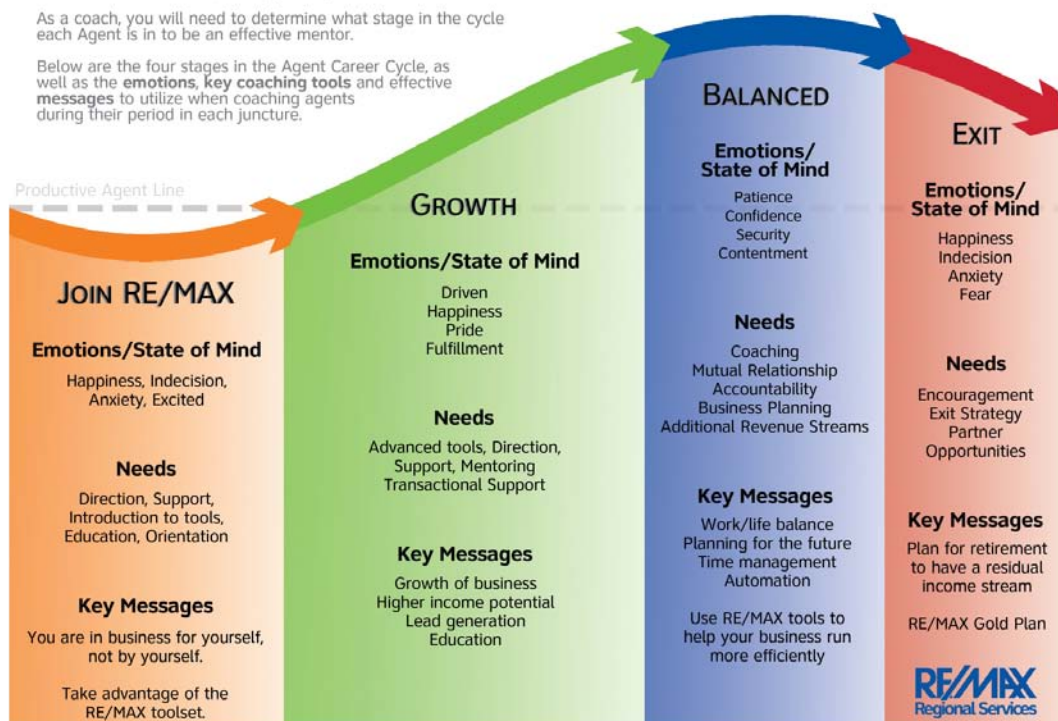 As a coach, you will need to determine what stage in the cycle
each Agent is in to be an effective mentor.
Below are the four stages in the Agent Career Cycle, as
well as the emotions, key coaching tools and effective
messages to utilize when coaching agents
during their period in each juncture.
Productive Agent Line
JOIN RE/MAX
Emotions/State of Mind
Happiness, Indecision,
Anxiety, Excited
Needs
Direction, Support,
Introduction to tools,
Education, Orientation
Key Messages
You are in business for yourself,
not by yourself.
Take advantage of the
RE/MAX toolset.
GROWTH
Emotions/State of Mind
Driven
Happiness
Pride
Fulfillment
Needs
Advanced tools, Direction,
Support, Mentoring
Transactional Support
Key Messages
Growth of business
Higher income potential
Lead generation
Education
BALANCED
Emotions/
State of Mind
Patience
Confidence
Security
Contentment
Needs
Coaching
Mutual Relationship
Accountability
Business Planning
Additional Revenue Streams
Key Messages
Work/life balance
Planning for the future
Time management
Automation
Use RE/MAX tools to
help your business run
more efficiently
EXIT
Emotions/
State of Mind
Happiness
Indecision
Anxiety
Fear
Needs
Encouragement
Exit Strategy
Partner
Opportunities
Key Messages
Plan for retirement
to have a residual
income stream
RE/MAX Gold Plan
RE/MAX
Regional Services